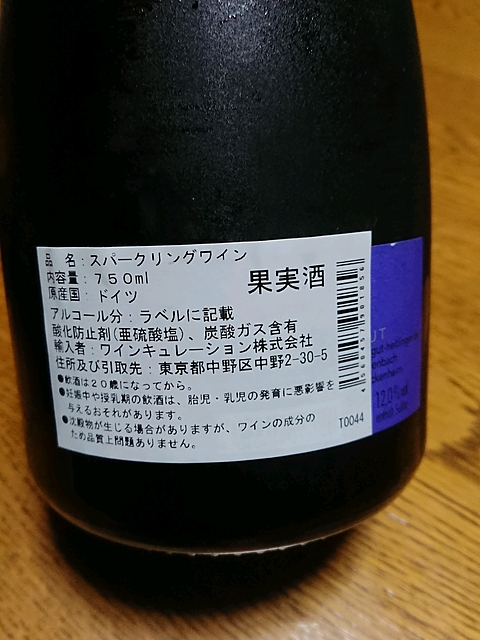 品　名：スパークリングワイン
内容量：７５０ml
果実酒
原産国：ドイツ
アルコール分：ラベルに記載
酸化防止剤(亜硫酸塩)、炭酸ガス含有
輸入者：ワインキュレーション株式会社
住所及び引取先：東京都中野区中野2-30-5
●飲酒は２０歳になってから。
●妊娠中や授乳期の飲酒は、胎児・乳児の発育に悪影響を
与えるおそれがあります。
●沈殿物が生じる場合がありますが、ワインの成分の
ため品質上問題ありません。
T0044
4560457901856
UT
gut-heilinger.de
enbach
ckenheim
12,0%vol